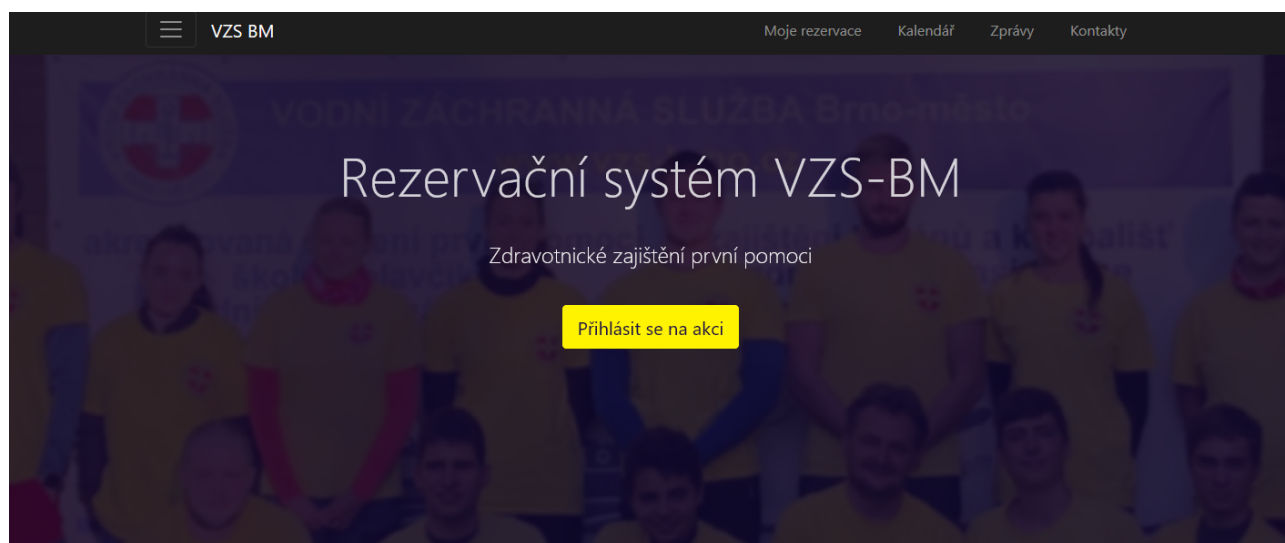 VZS BM
Moje rezervace Kalendář Zprávy Kontakty
VODNÍ ZÁCHRANNÁ SLUŽBA Brno-město
Rezervační systém VZS-BM
Zdravotnické zajištění první pomoci
Přihlásit se na akci